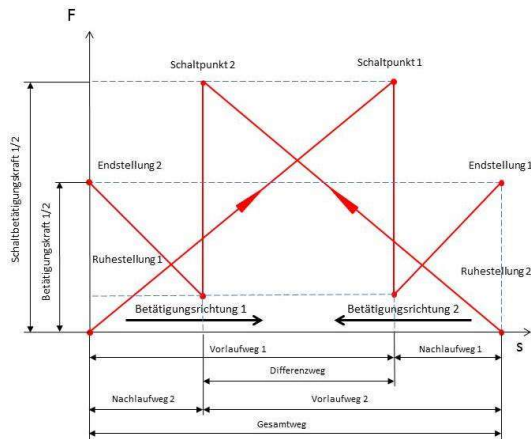 F
Schaltpunkt 2
Schaltpunkt 1
Schaltbetätigungskraft 1/2
Betätigungskraft 1/2
Endstellung 2
Endstellung 1
Ruhestellung 1
Ruhestellung 2
Betätigungsrichtung 1
Betätigungsrichtung 2
s
Vorlaufweg 1
Nachlaufweg 1
Differenzweg
Nachlaufweg 2
Vorlaufweg 2
Gesamtweg